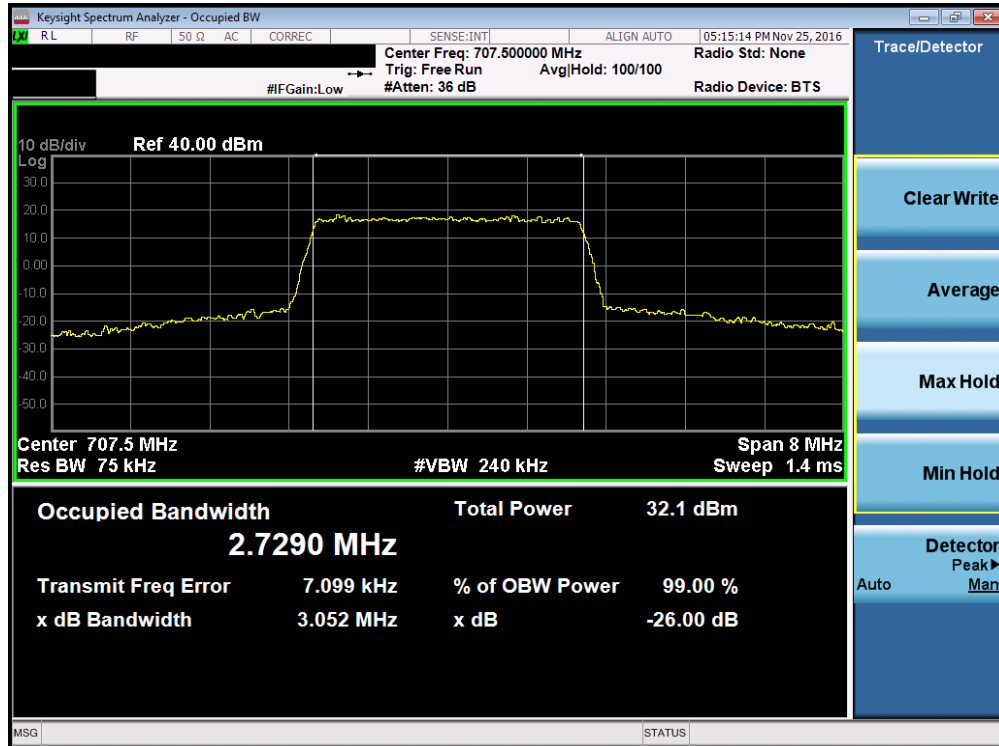 Keysight Spectrum Analyzer - Occupied BW
LXI RL RF 50 Ω AC CORREC SENSE:INT ALIGN AUTO 05:15:14 PM Nov 25, 2016
Center Freq: 707.500000 MHz Radio Std: None
Trig: Free Run Avg|Hold: 100/100
#IFGain:Low #Atten: 36 dB Radio Device: BTS
10 dB/div Ref 40.00 dBm
Log
30.0
20.0
10.0
0.00
-10.0
-20.0
-30.0
-40.0
-50.0
Center 707.5 MHz Span 8 MHz
Res BW 75 kHz #VBW 240 kHz Sweep 1.4 ms
Occupied Bandwidth Total Power 32.1 dBm
2.7290 MHz
Transmit Freq Error 7.099 kHz % of OBW Power 99.00 %
x dB Bandwidth 3.052 MHz x dB -26.00 dB
MSG STATUS
Trace/Detector
Clear Write
Average
Max Hold
Min Hold
Detector
Peak▶
Auto Man